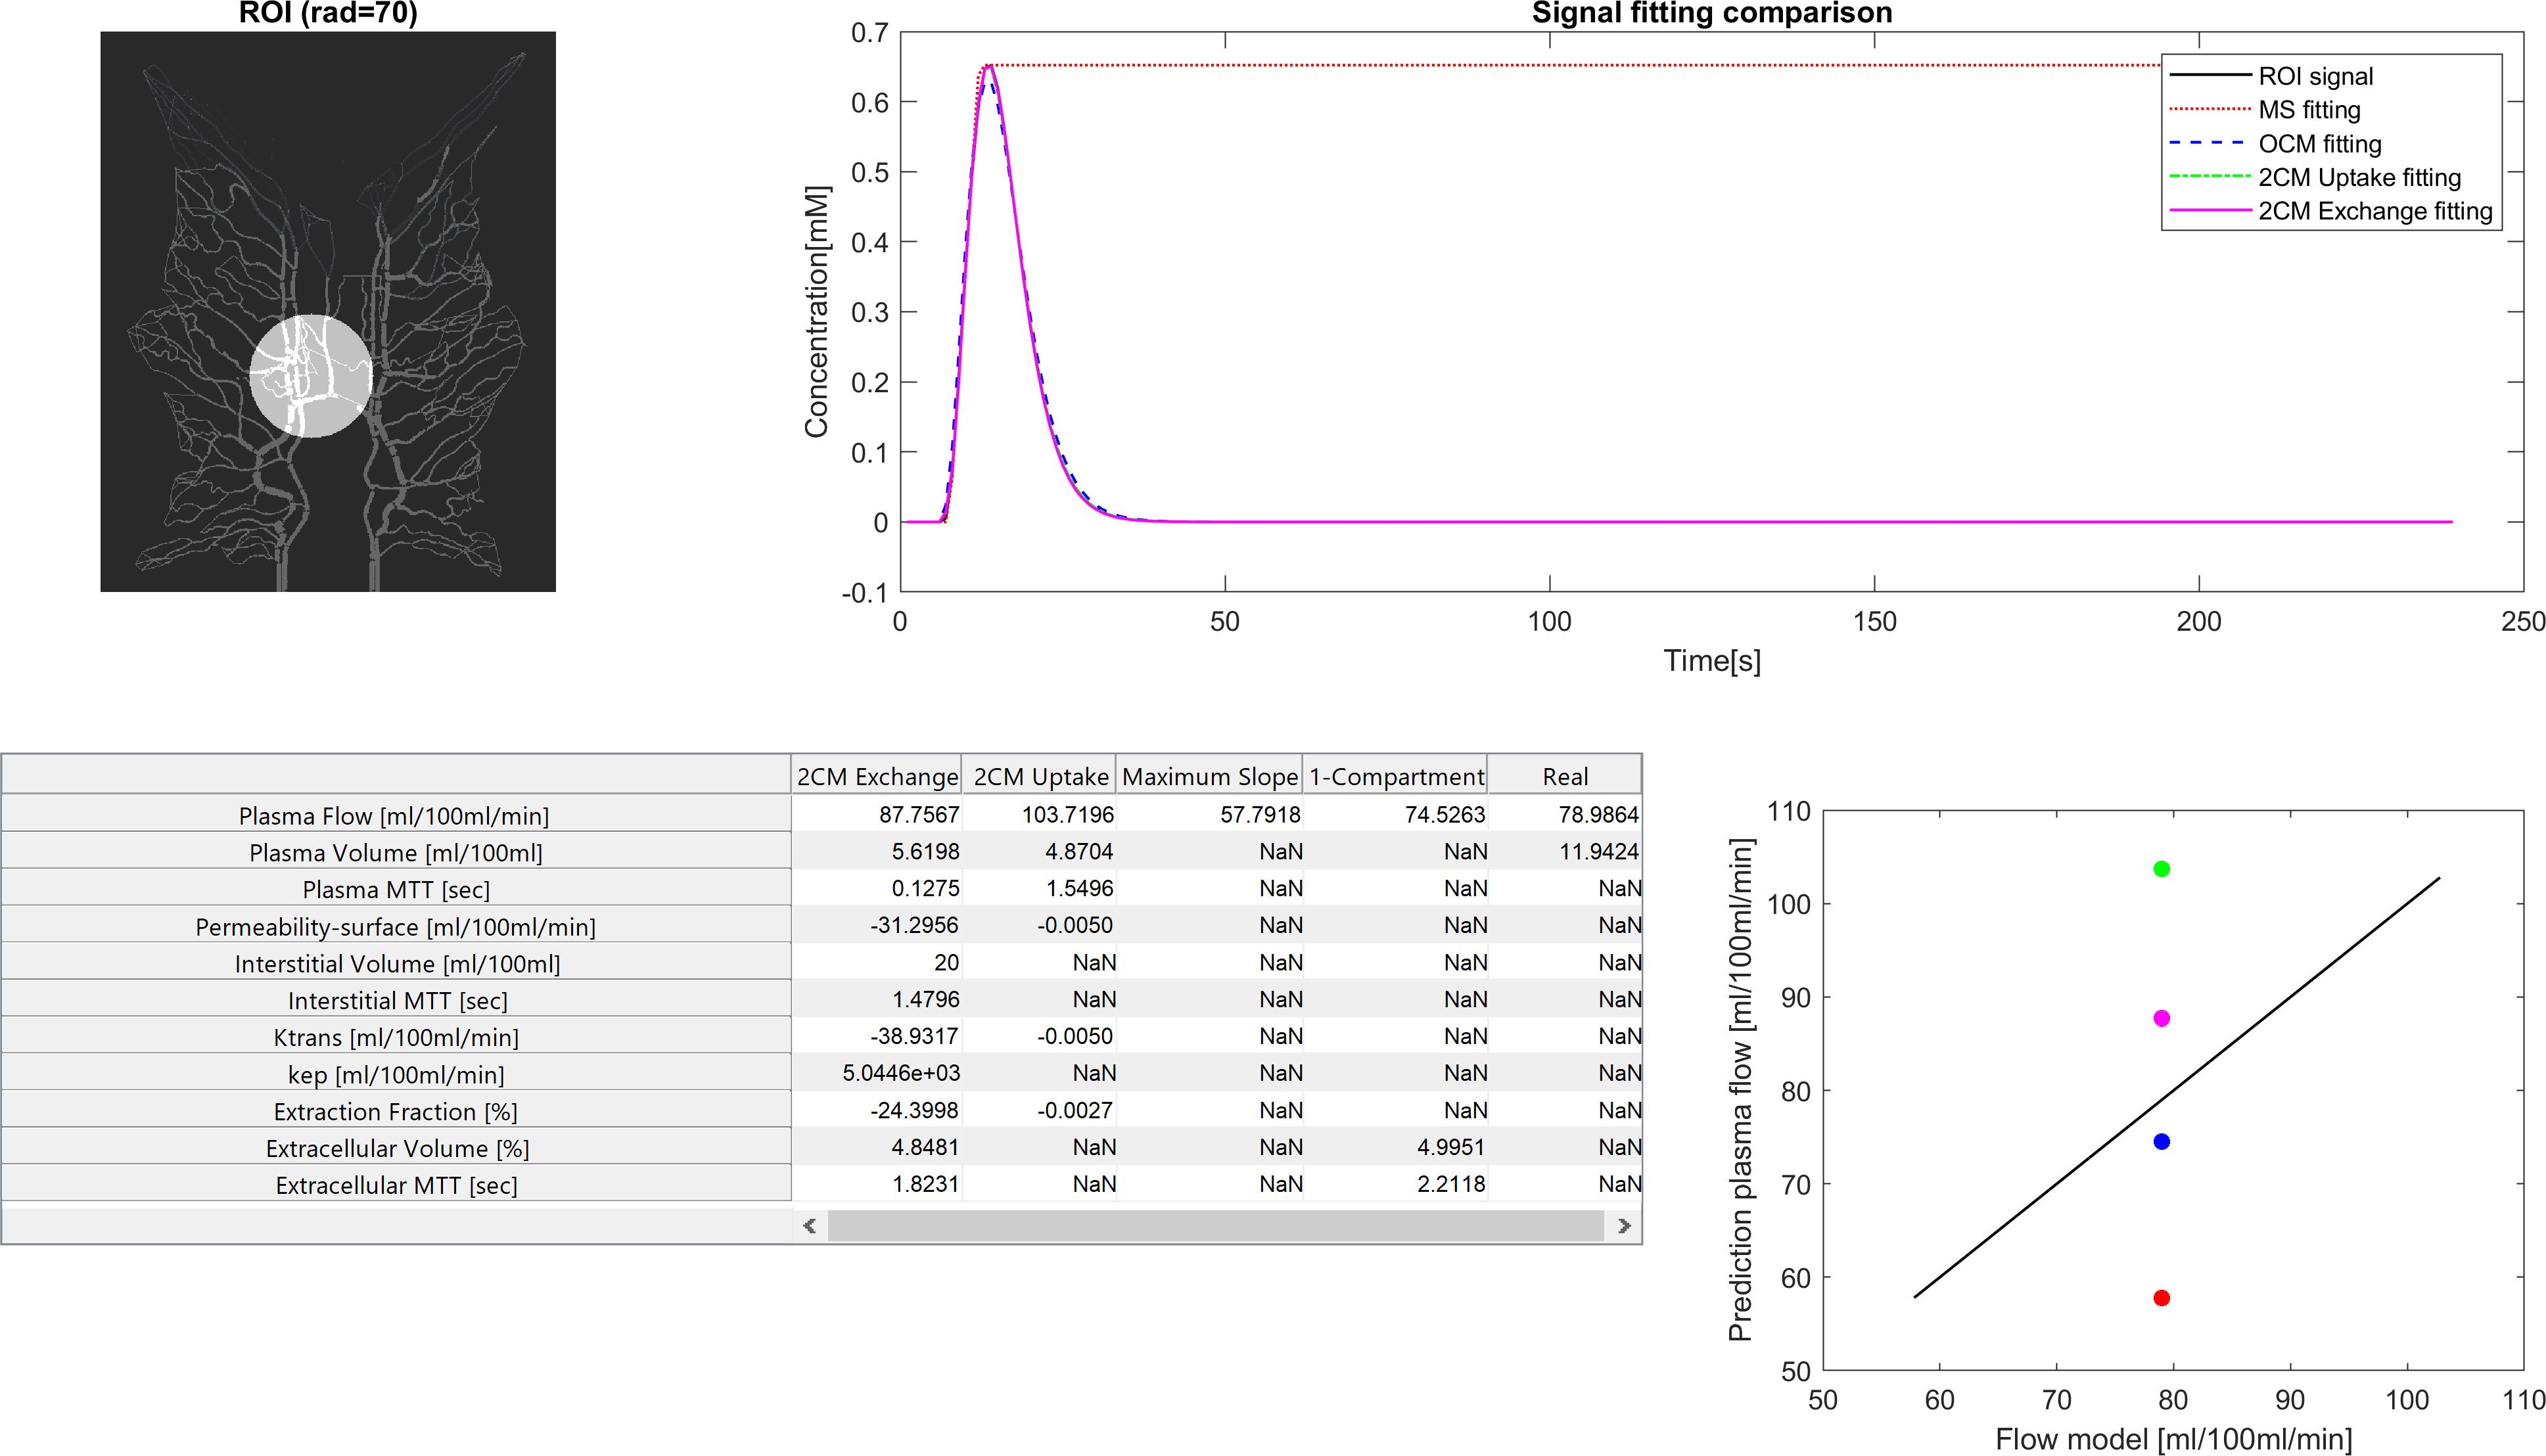 ROI (rad=70)
Signal fitting comparison
0.7
0.6
0.5
0.4
0.3
0.2
0.1
0
-0.1
Concentration[mM]
0 50 100 150 200 250
Time[s]
ROI signal
MS fitting
OCM fitting
2CM Uptake fitting
2CM Exchange fitting
2CM Exchange 2CM Uptake Maximum Slope 1-Compartment Real
Plasma Flow [ml/100ml/min] 87.7567 103.7196 57.7918 74.5263 78.9864
Plasma Volume [ml/100ml] 5.6198 4.8704 NaN NaN 11.9424
Plasma MTT [sec] 0.1275 1.5496 NaN NaN NaN
Permeability-surface [ml/100ml/min] -31.2956 -0.0050 NaN NaN NaN
Interstitial Volume [ml/100ml] 20 NaN NaN NaN NaN
Interstitial MTT [sec] 1.4796 NaN NaN NaN NaN
Ktrans [ml/100ml/min] -38.9317 -0.0050 NaN NaN NaN
kep [ml/100ml/min] 5.0446e+03 NaN NaN NaN NaN
Extraction Fraction [%] -24.3998 -0.0027 NaN NaN NaN
Extracellular Volume [%] 4.8481 NaN NaN 4.9951 NaN
Extracellular MTT [sec] 1.8231 NaN NaN 2.2118 NaN
110
100
90
80
70
60
50
Prediction plasma flow [ml/100ml/min]
50 60 70 80 90 100 110
Flow model [ml/100ml/min]